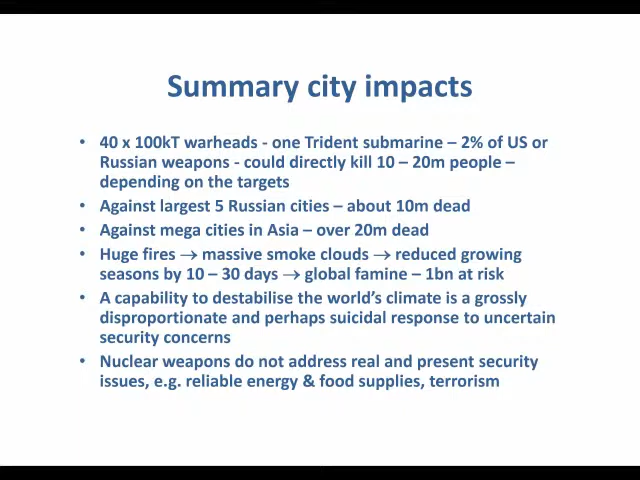 Summary city impacts
• 40 x 100kT warheads - one Trident submarine – 2% of US or
Russian weapons - could directly kill 10 – 20m people –
depending on the targets
• Against largest 5 Russian cities – about 10m dead
• Against mega cities in Asia – over 20m dead
• Huge fires → massive smoke clouds → reduced growing
seasons by 10 – 30 days → global famine – 1bn at risk
• A capability to destabilise the world's climate is a grossly
disproportionate and perhaps suicidal response to uncertain
security concerns
• Nuclear weapons do not address real and present security
issues, e.g. reliable energy & food supplies, terrorism